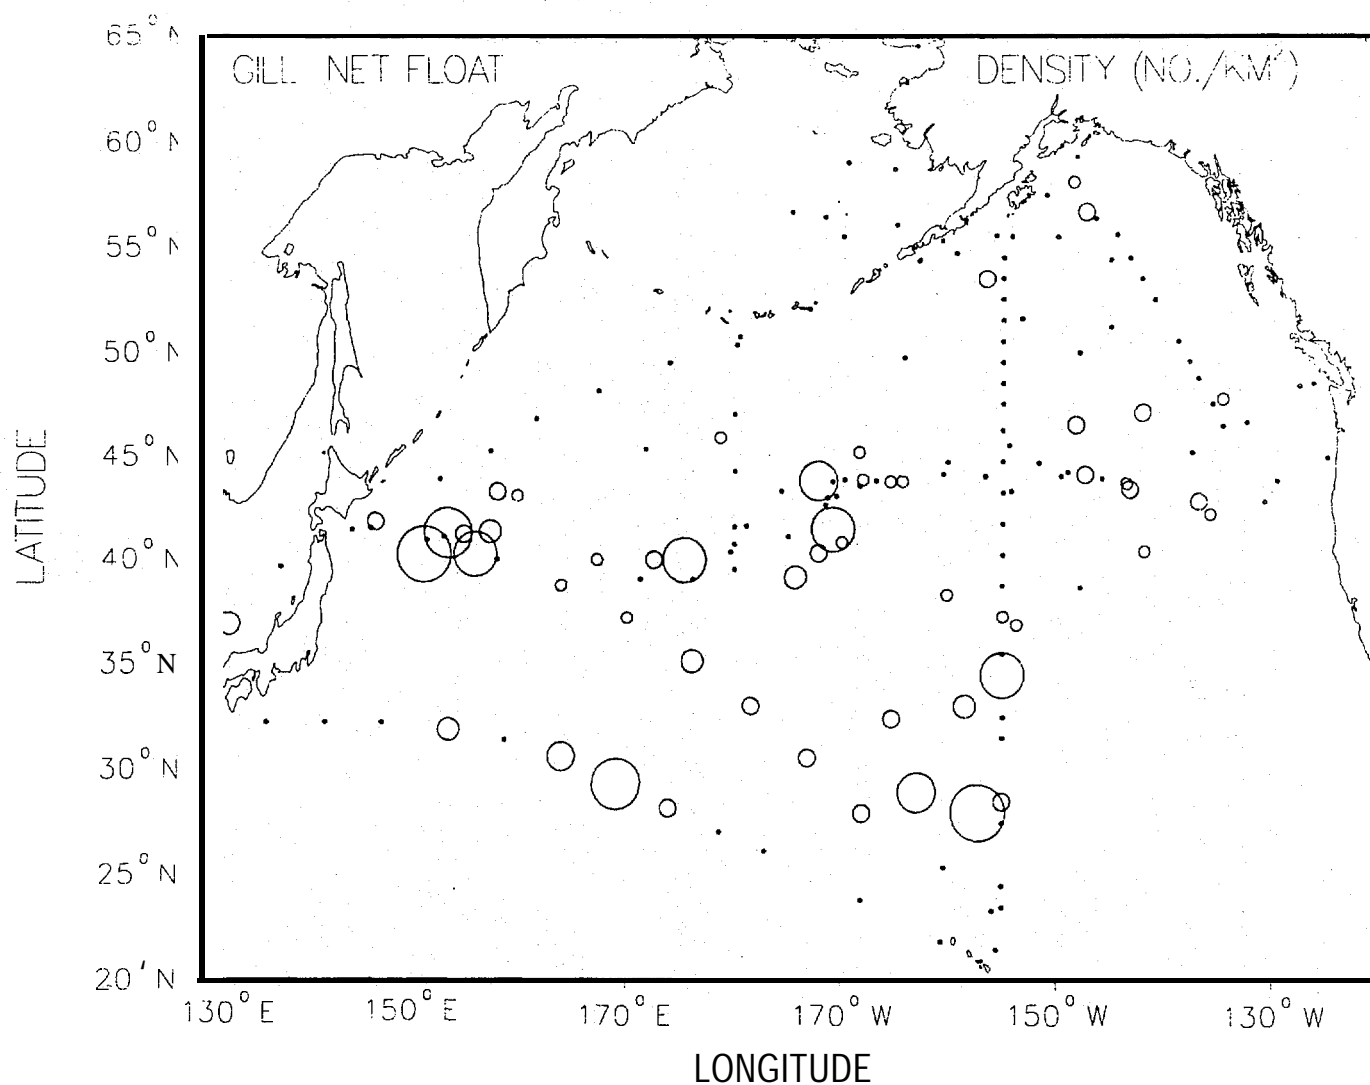 65°N
GILL NET FLOAT DENSITY (NO./KM²)
60°N
55°N
50°N
45°N
40°N
35°N
30°N
25°N
20'N
LATITUDE
130°E 150°E 170°E 170°W 150°W 130°W
LONGITUDE